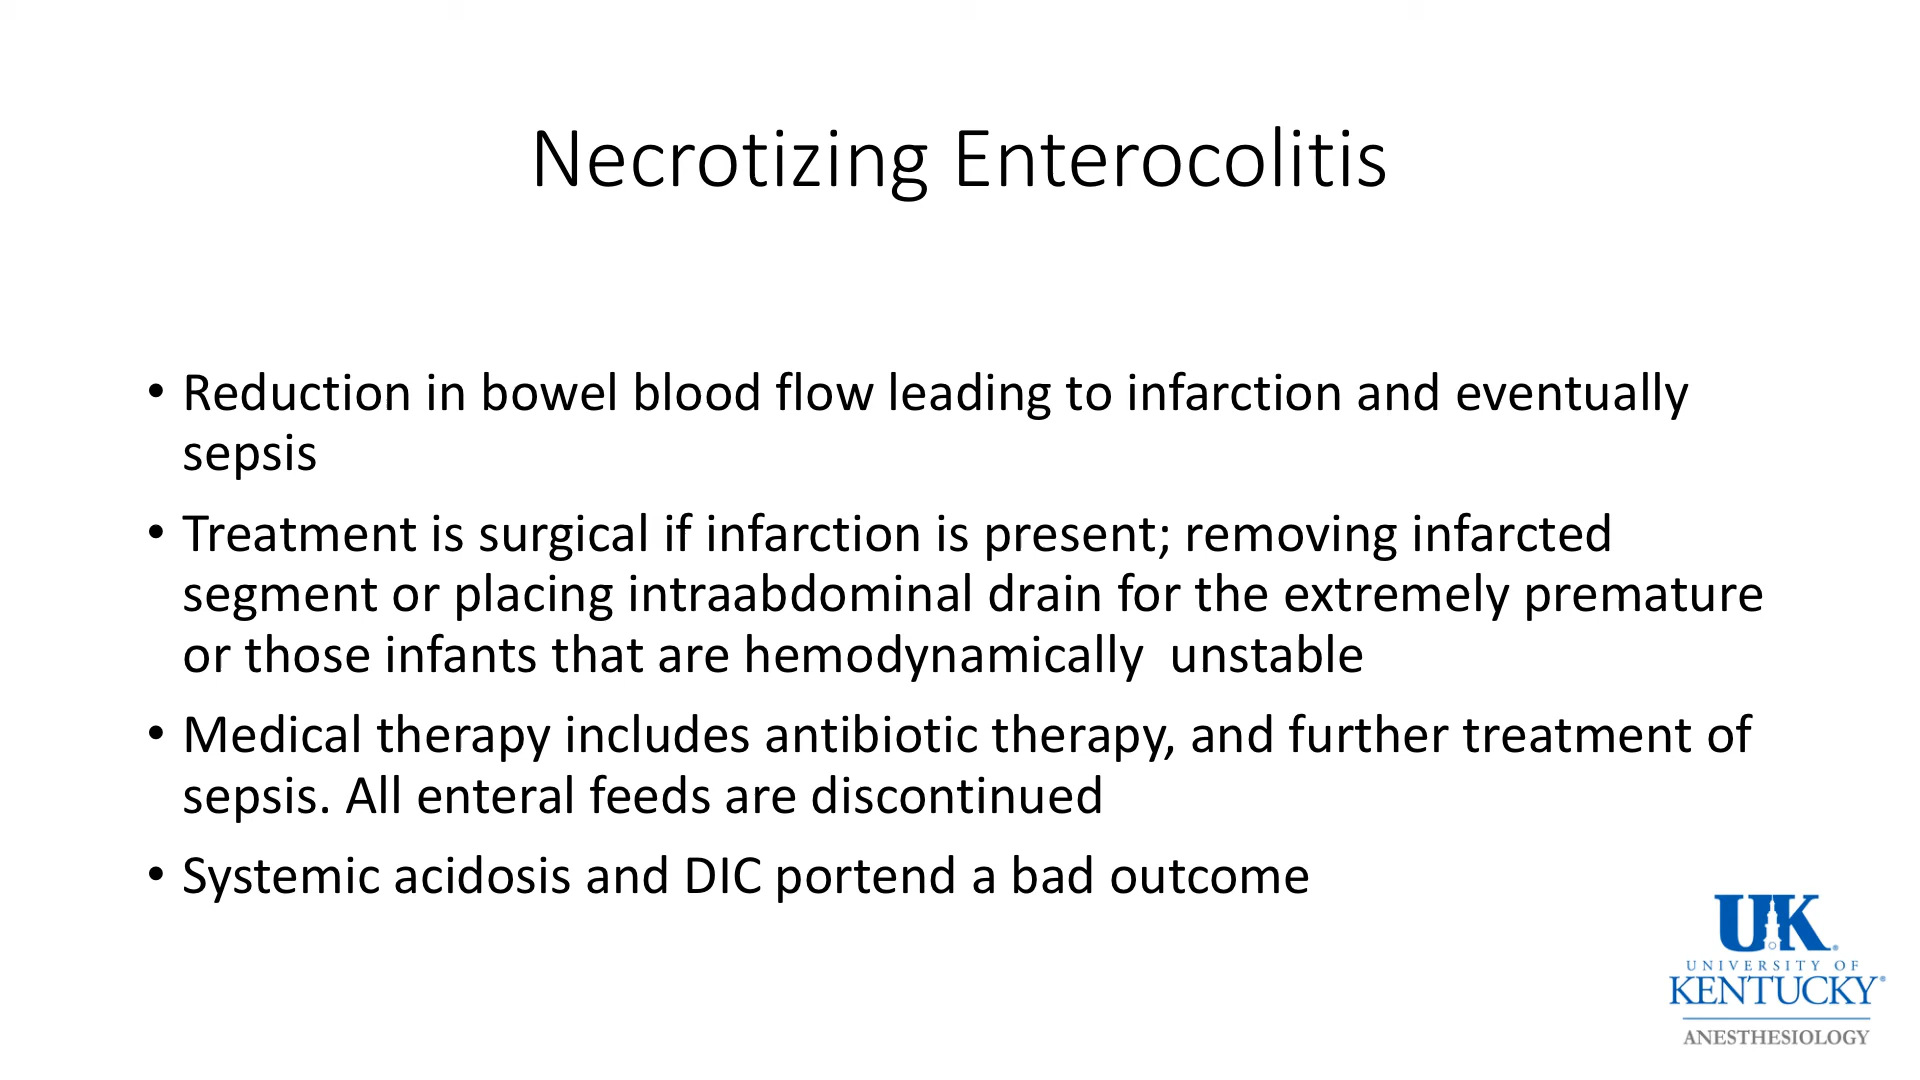 Necrotizing Enterocolitis
• Reduction in bowel blood flow leading to infarction and eventually
sepsis
• Treatment is surgical if infarction is present; removing infarcted
segment or placing intraabdominal drain for the extremely premature
or those infants that are hemodynamically  unstable
• Medical therapy includes antibiotic therapy, and further treatment of
sepsis. All enteral feeds are discontinued
• Systemic acidosis and DIC portend a bad outcome
UK®
UNIVERSITY OF
KENTUCKY®
ANESTHESIOLOGY